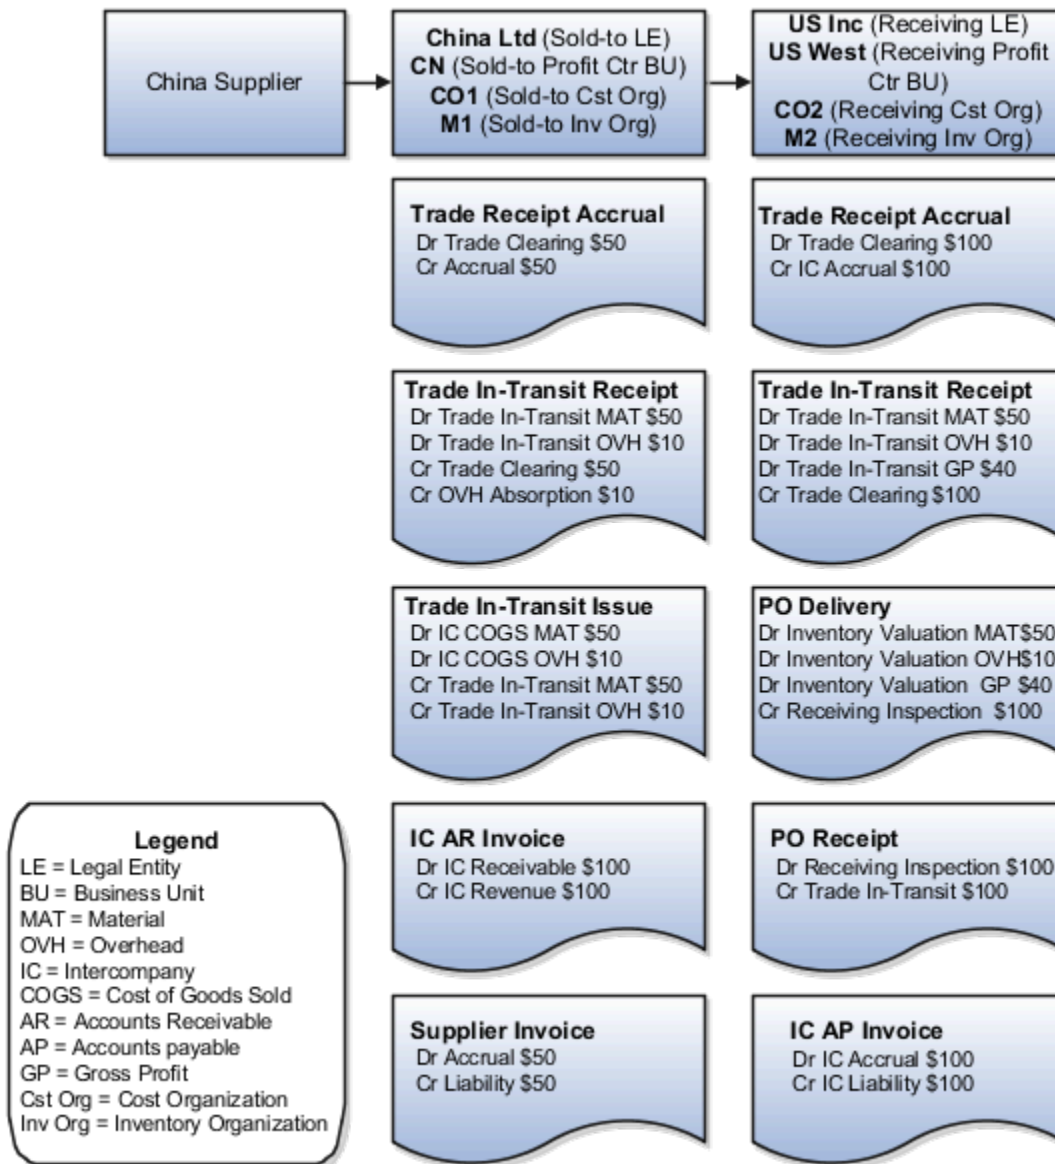 China Supplier
China Ltd (Sold-to LE)
CN (Sold-to Profit Ctr BU)
CO1 (Sold-to Cst Org)
M1 (Sold-to Inv Org)
US Inc (Receiving LE)
US West (Receiving Profit
Ctr BU)
CO2 (Receiving Cst Org)
M2 (Receiving Inv Org)
Trade Receipt Accrual
Dr Trade Clearing $50
Cr Accrual $50
Trade Receipt Accrual
Dr Trade Clearing $100
Cr IC Accrual $100
Trade In-Transit Receipt
Dr Trade In-Transit MAT $50
Dr Trade In-Transit OVH $10
Cr Trade Clearing $50
Cr OVH Absorption $10
Trade In-Transit Receipt
Dr Trade In-Transit MAT $50
Dr Trade In-Transit OVH $10
Dr Trade In-Transit GP $40
Cr Trade Clearing $100
Trade In-Transit Issue
Dr IC COGS MAT $50
Dr IC COGS OVH $10
Cr Trade In-Transit MAT $50
Cr Trade In-Transit OVH $10
PO Delivery
Dr Inventory Valuation MAT$50
Dr Inventory Valuation OVH$10
Dr Inventory Valuation GP $40
Cr Receiving Inspection $100
Legend
LE = Legal Entity
BU = Business Unit
MAT = Material
OVH = Overhead
IC = Intercompany
COGS = Cost of Goods Sold
AR = Accounts Receivable
AP = Accounts payable
GP = Gross Profit
Cst Org = Cost Organization
Inv Org = Inventory Organization
IC AR Invoice
Dr IC Receivable $100
Cr IC Revenue $100
PO Receipt
Dr Receiving Inspection $100
Cr Trade In-Transit $100
Supplier Invoice
Dr Accrual $50
Cr Liability $50
IC AP Invoice
Dr IC Accrual $100
Cr IC Liability $100